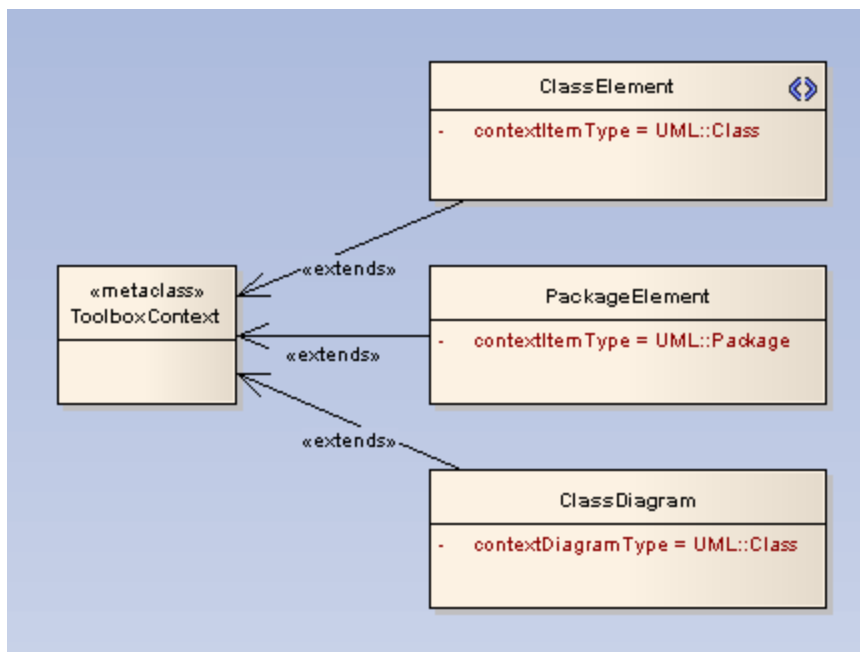 ClassElement
- contextItemType = UML::Class
«extends»
«metaclass»
ToolboxContext
PackageElement
- contextItemType = UML::Package
«extends»
«extends»
ClassDiagram
- contextDiagramType = UML::Class